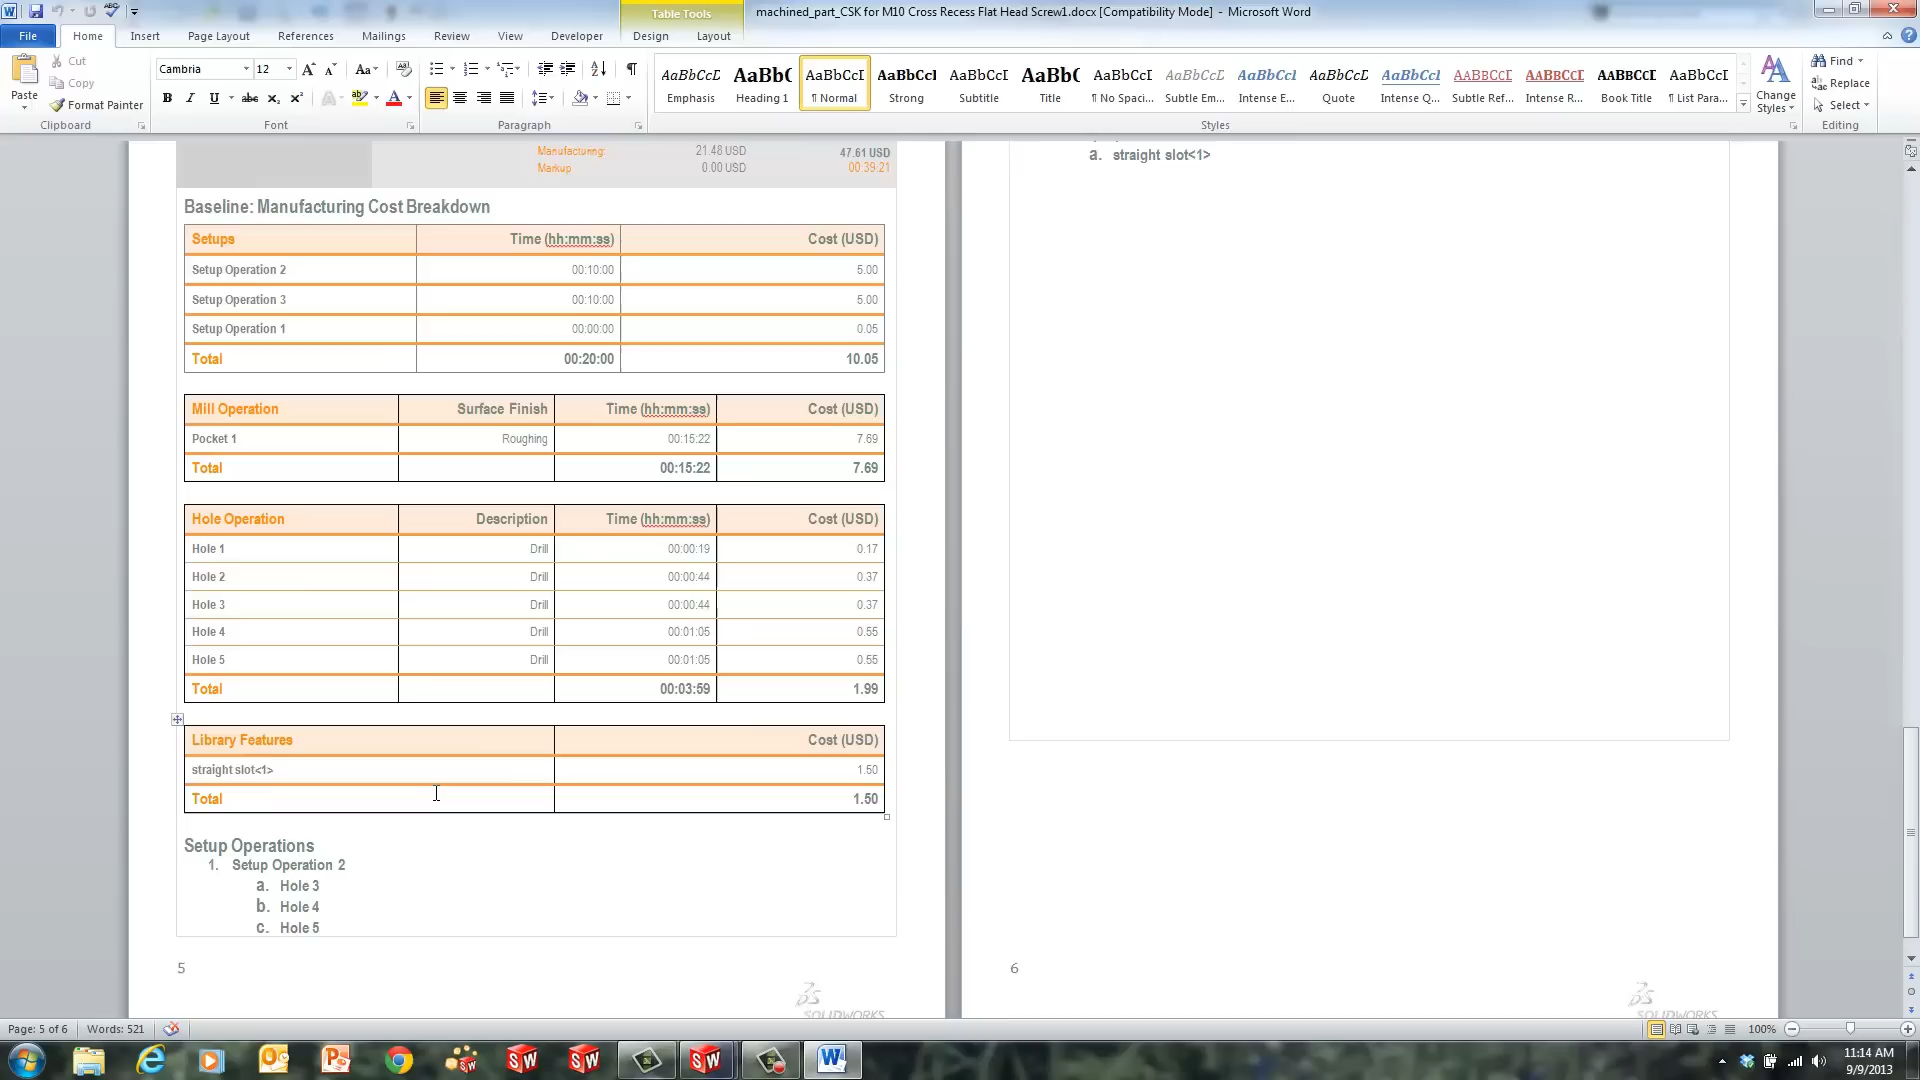 machined_part_CSK for M10 Cross Recess Flat Head Screw1.docx [Compatibility Mode] - Microsoft Word
Table Tools
File Home Insert Page Layout References Mailings Review View Developer Design Layout
Paste
Cut
Copy
Format Painter
Clipboard
Cambria 12
Font
Paragraph
AaBbCcD AaBbC AaBbCcI AaBbCcI AaBbCcI AaBbC AaBbCcI AaBbCcD AaBbCcI AaBbCcD AaBbCcI AABBCCD AABBCCD AABBCCI AaBbCcI
Emphasis Heading 1 ¶ Normal Strong Subtitle Title ¶ No Spaci... Subtle Em... Intense E... Quote Intense Q... Subtle Ref... Intense R... Book Title ¶ List Para...
Styles
Change Styles
Find
Replace
Select
Editing
Manufacturing: 21.48 USD 47.61 USD
Markup 0.00 USD 00:39:21
Baseline: Manufacturing Cost Breakdown
Setups Time (hh:mm:ss) Cost (USD)
Setup Operation 2 00:10:00 5.00
Setup Operation 3 00:10:00 5.00
Setup Operation 1 00:00:00 0.05
Total 00:20:00 10.05
Mill Operation Surface Finish Time (hh:mm:ss) Cost (USD)
Pocket 1 Roughing 00:15:22 7.69
Total 00:15:22 7.69
Hole Operation Description Time (hh:mm:ss) Cost (USD)
Hole 1 Drill 00:00:19 0.17
Hole 2 Drill 00:00:44 0.37
Hole 3 Drill 00:00:44 0.37
Hole 4 Drill 00:01:05 0.55
Hole 5 Drill 00:01:05 0.55
Total 00:03:59 1.99
Library Features Cost (USD)
straight slot<1> 1.50
Total 1.50
Setup Operations
1. Setup Operation 2
a. Hole 3
b. Hole 4
c. Hole 5
5
SOLIDWORKS
a. straight slot<1>
6
SOLIDWORKS
Page: 5 of 6 Words: 521
100%
11:14 AM
9/9/2013